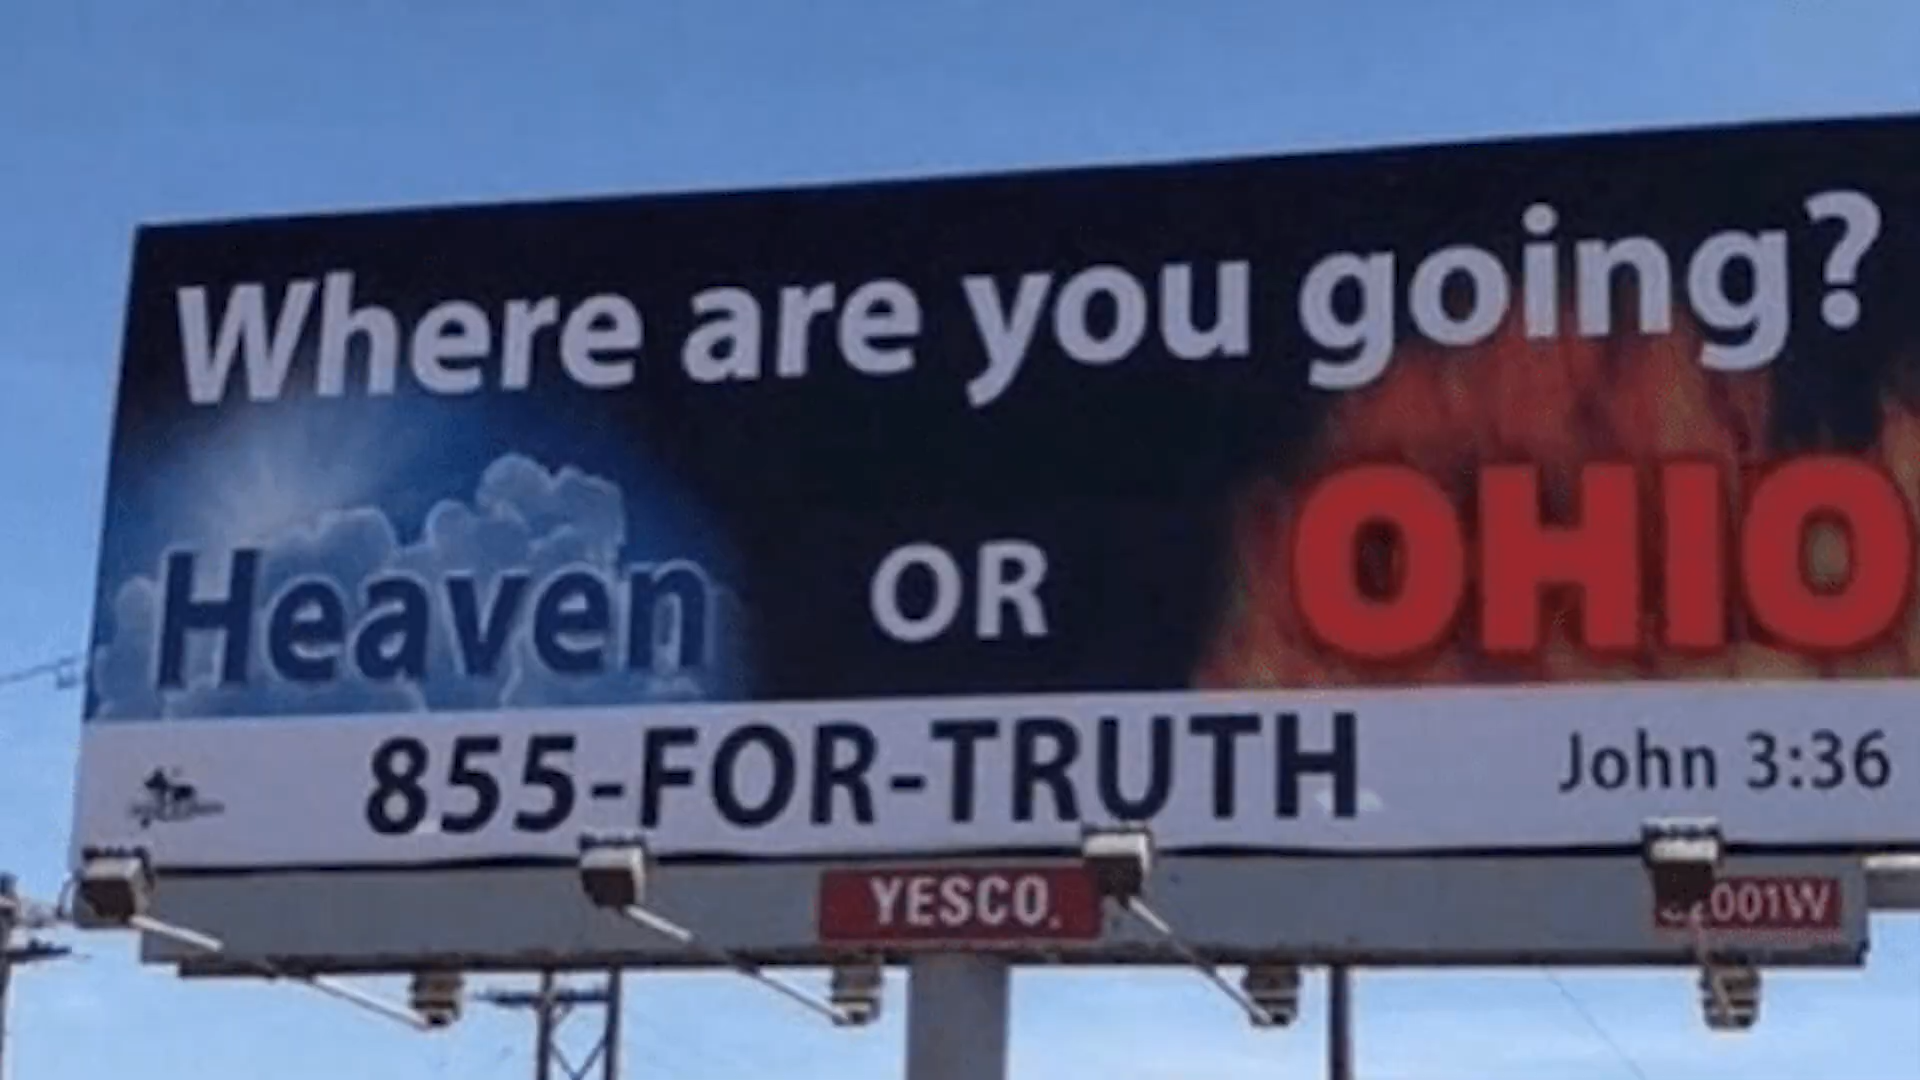 Where are you going?
Heaven OR OHIO
855-FOR-TRUTH John 3:36
YESCO.